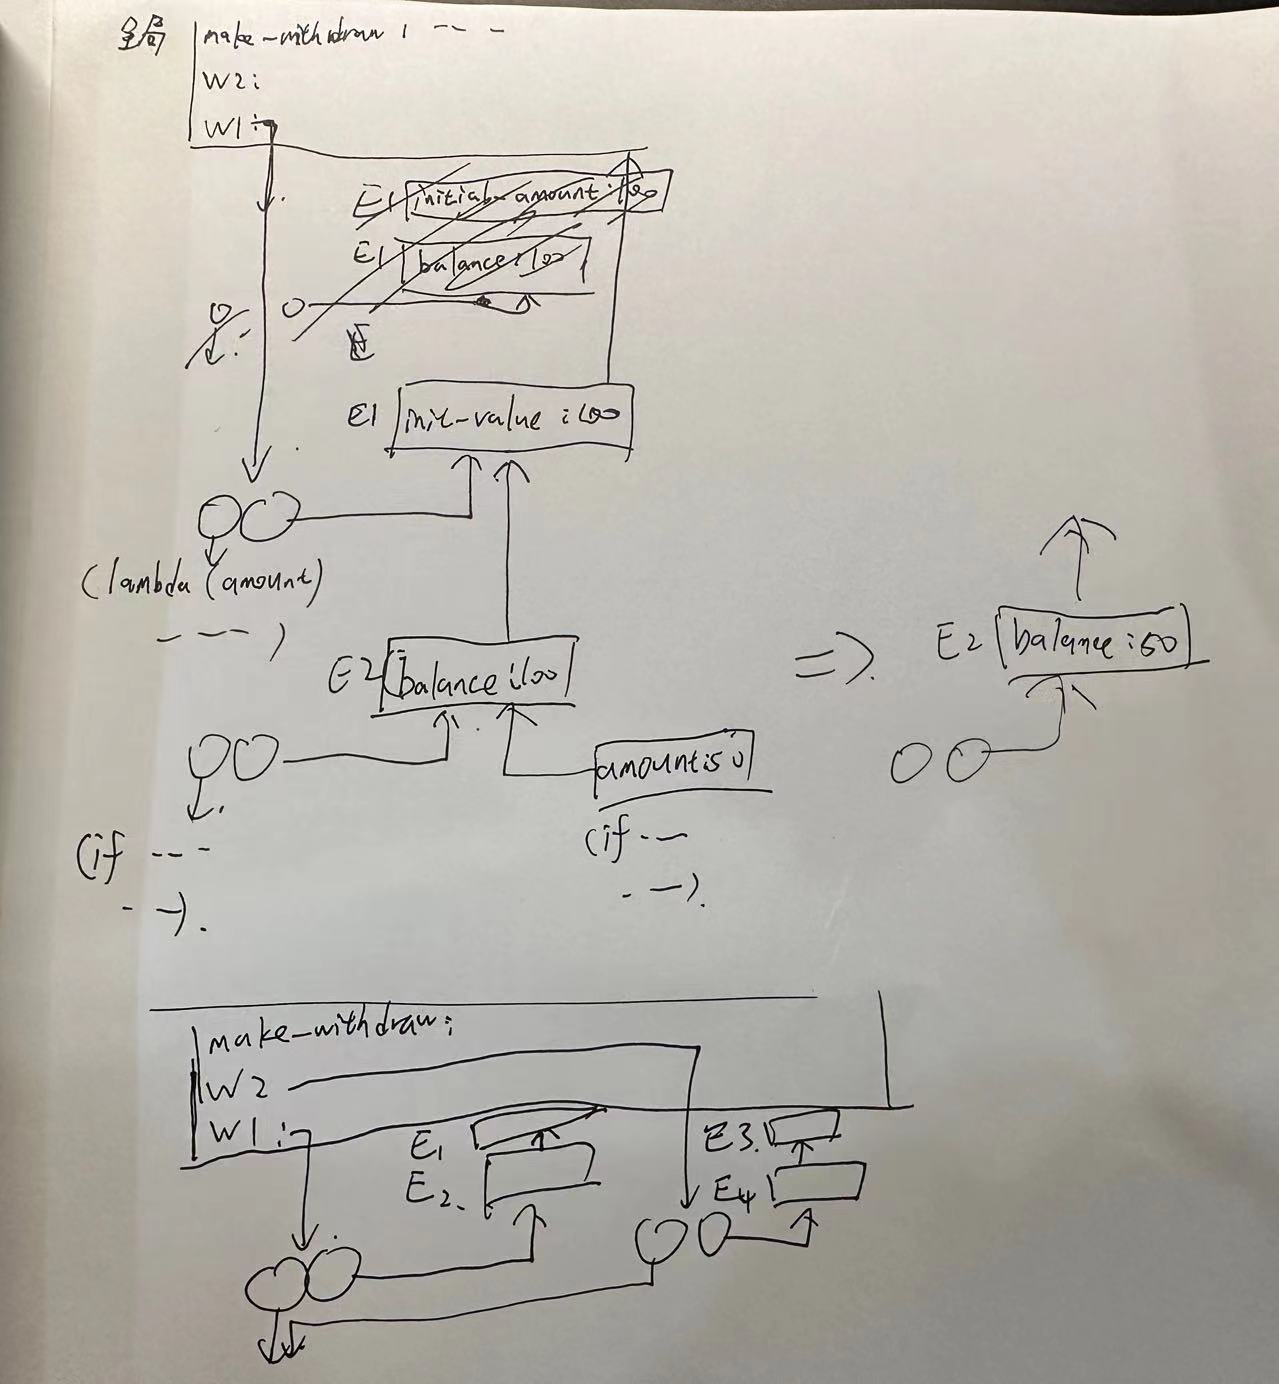 全局 make-withdraw : ---
W2:
W1:
E1 initial-amount:100
E1 balance:100
E1 init-value:100
(lambda (amount)
----)
E2 balance:100
=> E2 balance:50
amount:50
(if ---
--).
(if ---
--).
make-withdraw:
W2
W1:
E1
E2.
E3.
E4